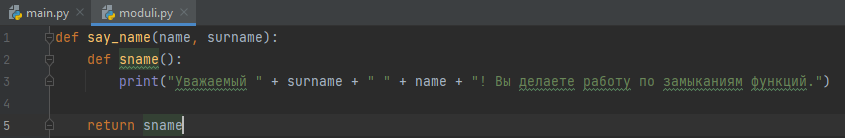 main.py moduli.py
1 def say_name(name, surname):
2 def sname():
3 print("Уважаемый " + surname + " " + name + "! Вы делаете работу по замыканиям функций.")
4
5 return sname